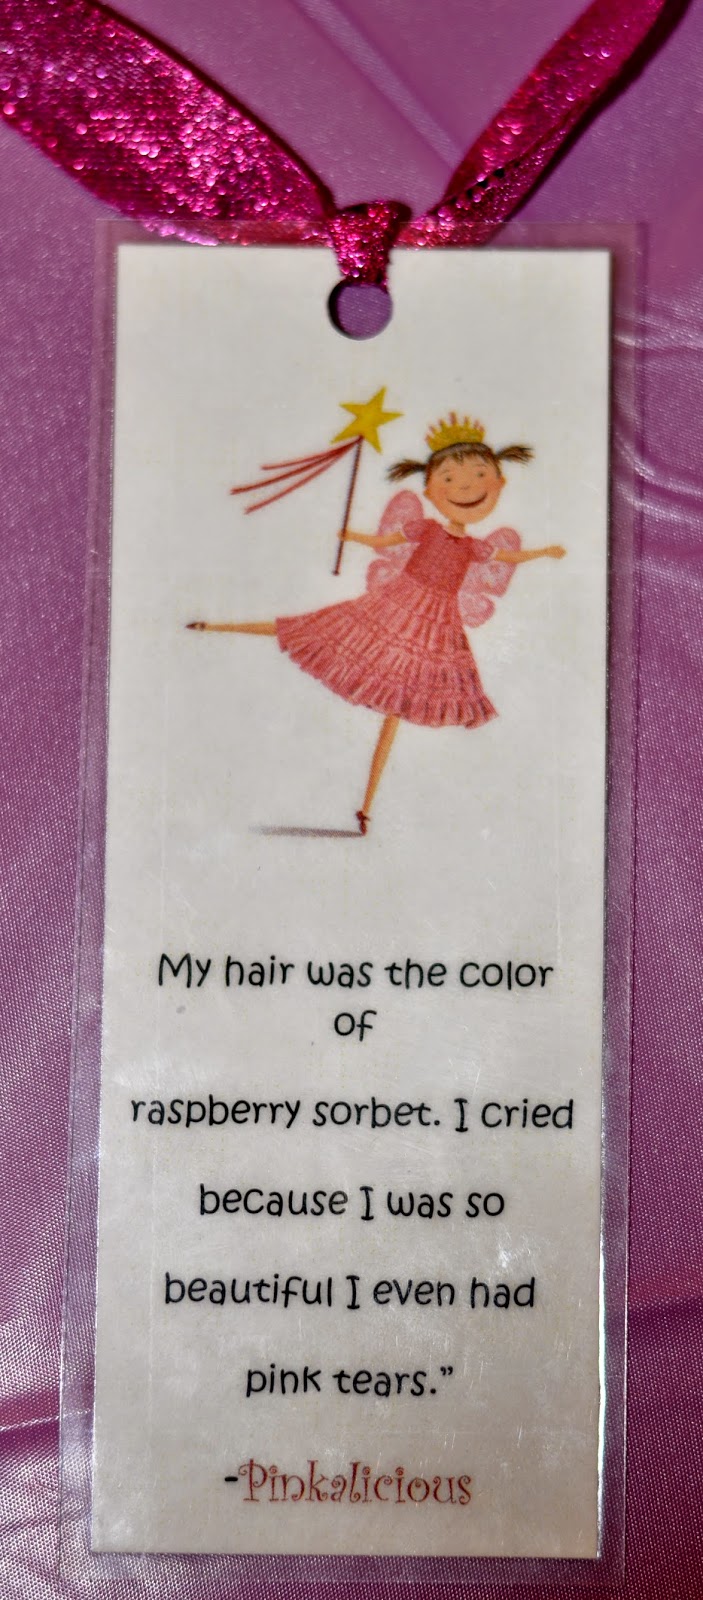 My hair was the color
of
raspberry sorbet. I cried
because I was so
beautiful I even had
pink tears.”
-Pinkalicious